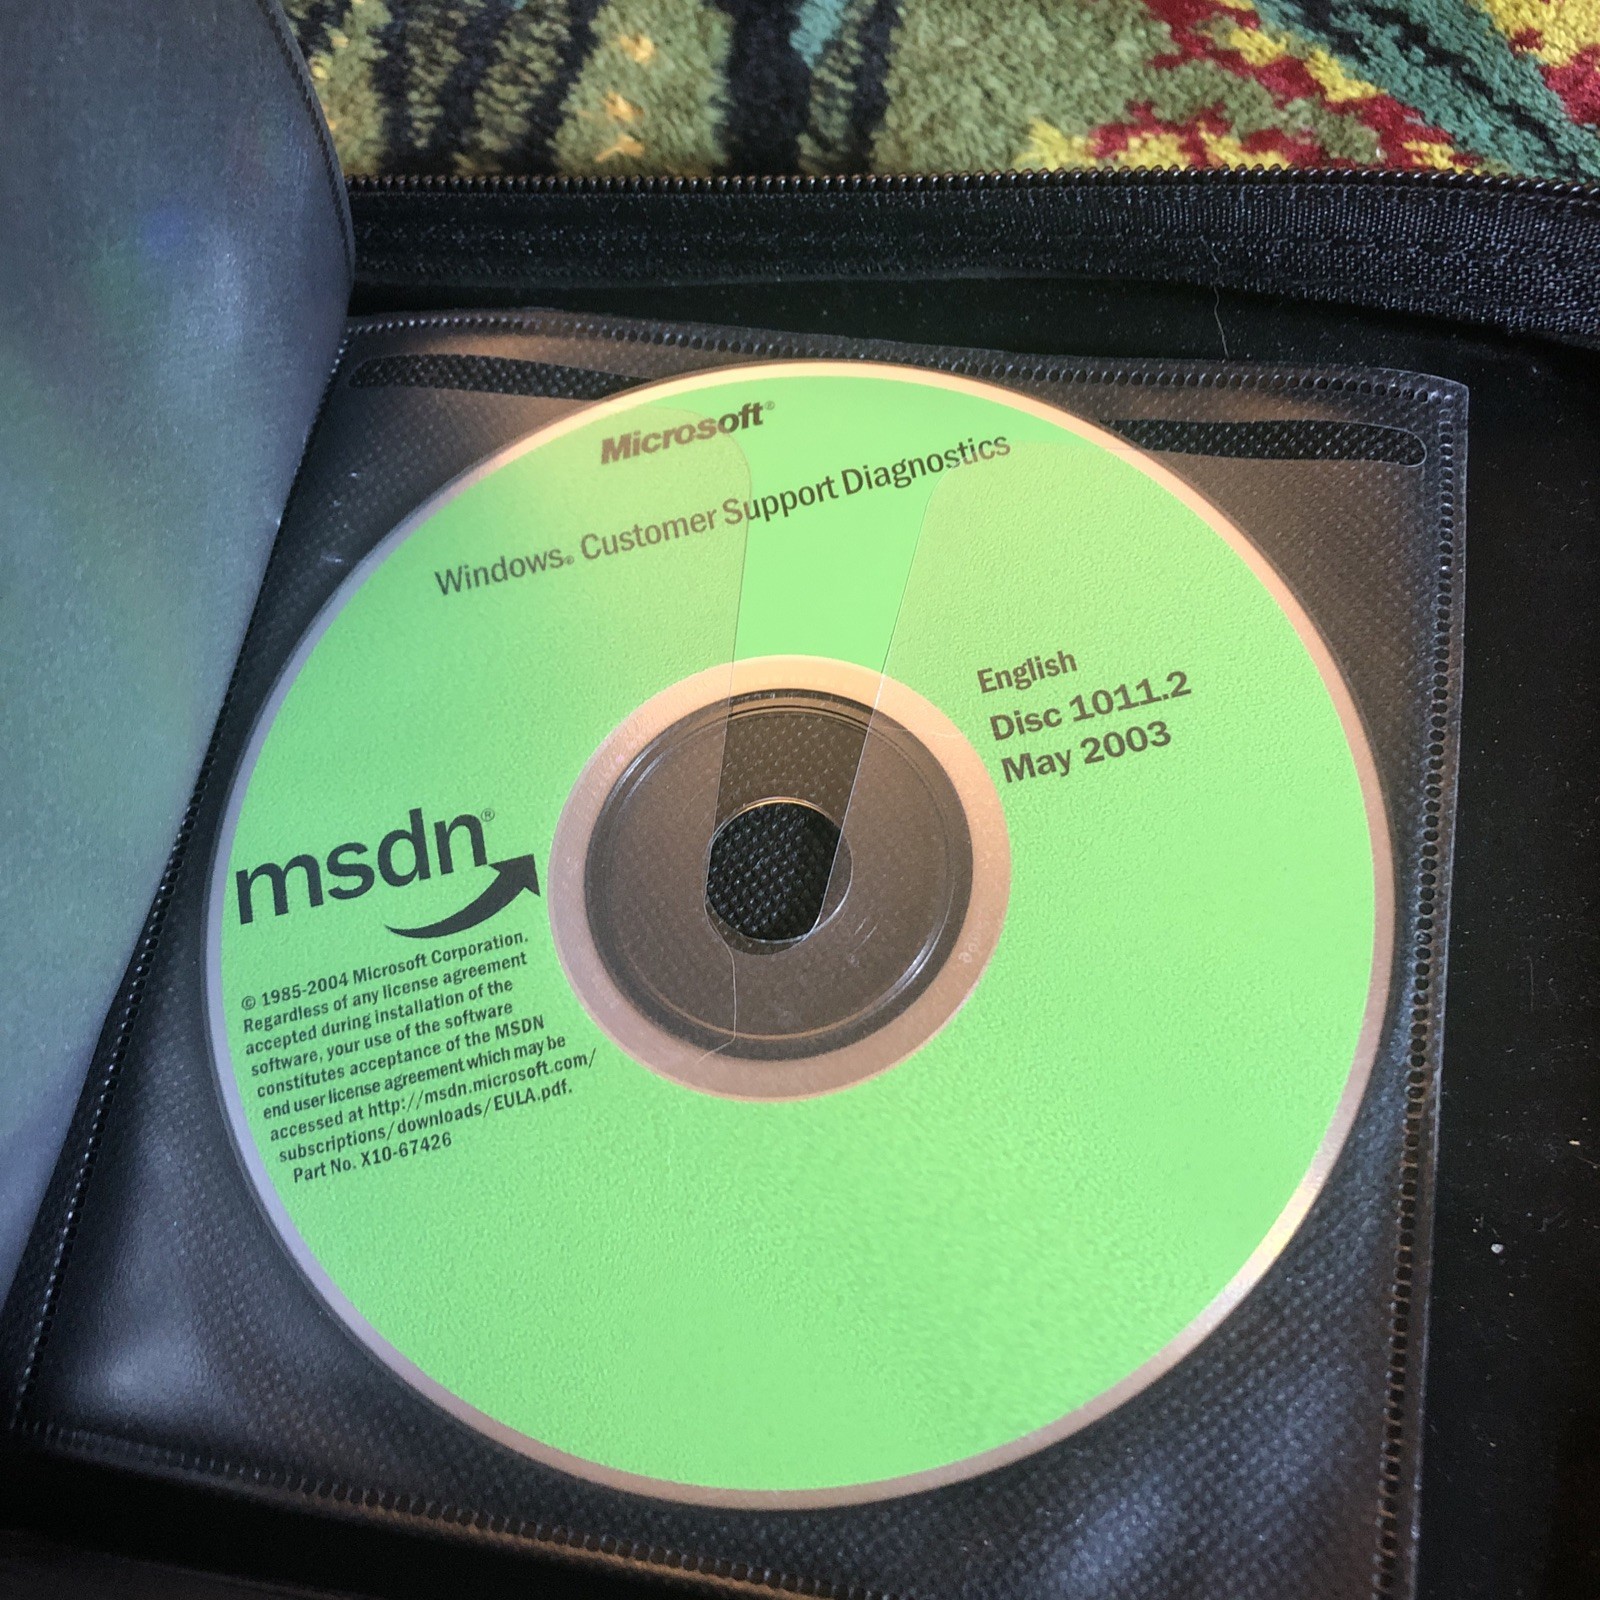 Microsoft®
Windows® Customer Support Diagnostics
English
Disc 1011.2
May 2003
msdn®
© 1985-2004 Microsoft Corporation.
Regardless of any license agreement
accepted during installation of the
software, your use of the software
constitutes acceptance of the MSDN
end user license agreement which may be
accessed at http://msdn.microsoft.com/
subscriptions/downloads/EULA.pdf.
Part No. X10-67426